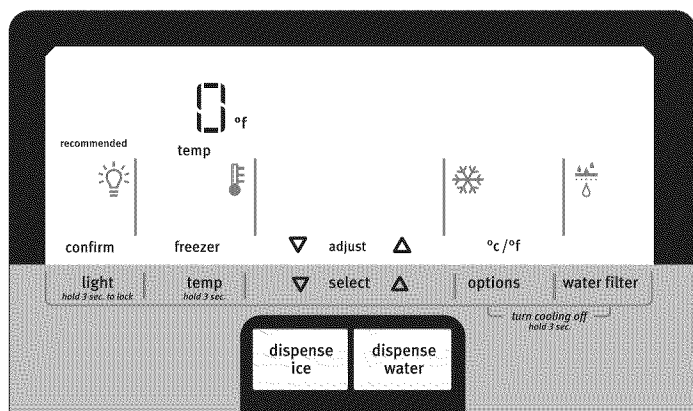 0 °f
recommended
temp
confirm freezer ▽ adjust △ °c/°f
light temp ▽ select △ options water filter
hold 3 sec. to lock hold 3 sec.
turn cooling off
hold 3 sec.
dispense ice
dispense water